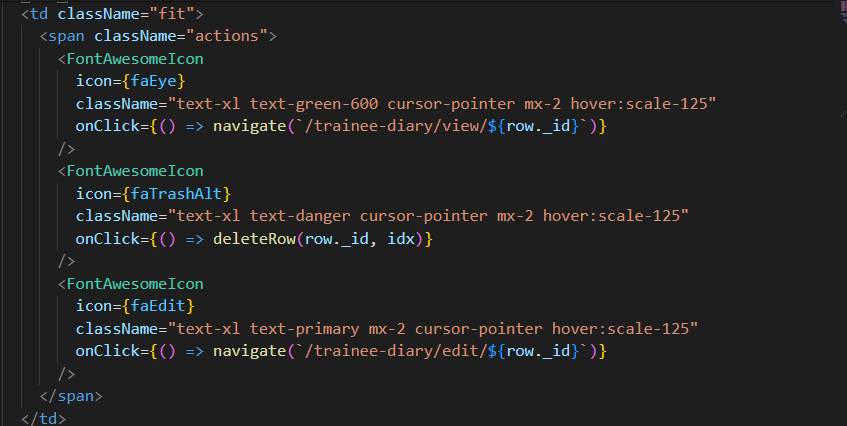 <td className="fit">
<span className="actions">
<FontAwesomeIcon
icon={faEye}
className="text-xl text-green-600 cursor-pointer mx-2 hover:scale-125"
onClick={() => navigate(`/trainee-diary/view/${row._id}`)}
/>
<FontAwesomeIcon
icon={faTrashAlt}
className="text-xl text-danger cursor-pointer mx-2 hover:scale-125"
onClick={() => deleteRow(row._id, idx)}
/>
<FontAwesomeIcon
icon={faEdit}
className="text-xl text-primary mx-2 cursor-pointer hover:scale-125"
onClick={() => navigate(`/trainee-diary/edit/${row._id}`)}
/>
</span>
</td>